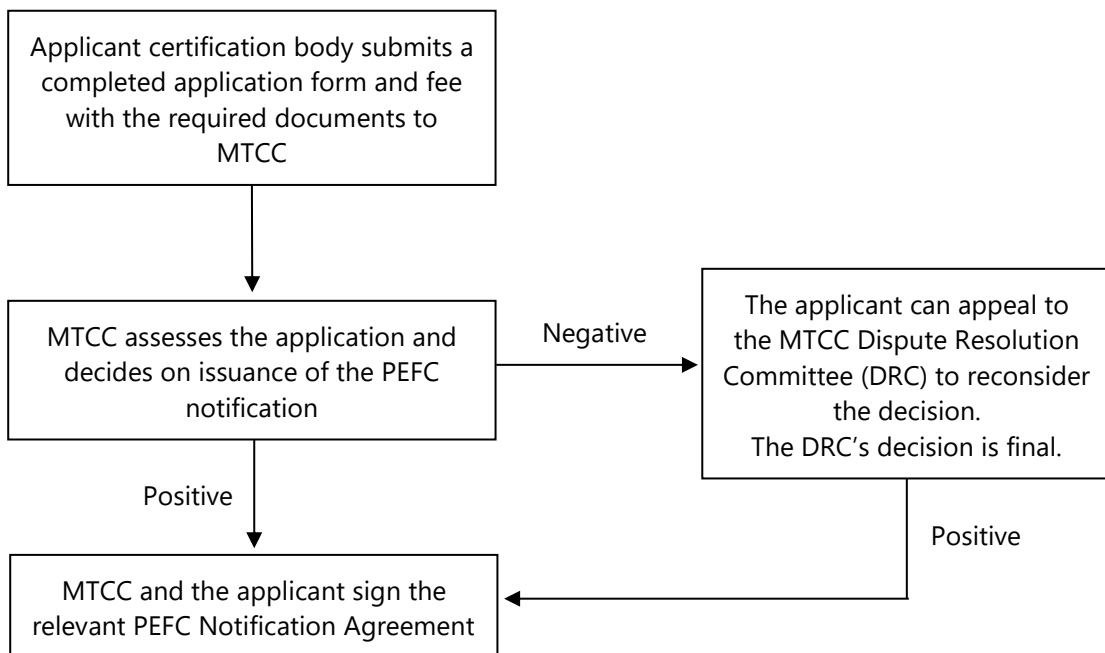 Applicant certification body submits a
completed application form and fee
with the required documents to
MTCC
MTCC assesses the application and
decides on issuance of the PEFC
notification
Negative
The applicant can appeal to
the MTCC Dispute Resolution
Committee (DRC) to reconsider
the decision.
The DRC’s decision is final.
Positive
Positive
MTCC and the applicant sign the
relevant PEFC Notification Agreement